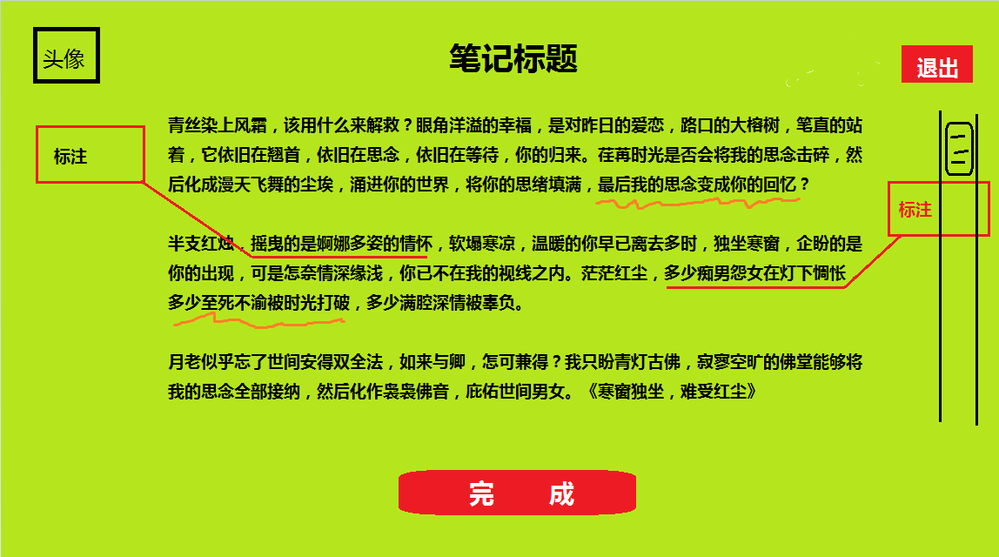 头像
笔记标题
退出
青丝染上风霜，该用什么来解救？眼角洋溢的幸福，是对昨日的爱恋，路口的大榕树，笔直的站
着，它依旧在翘首，依旧在思念，依旧在等待，你的归来。荏苒时光是否会将我的思念击碎，然
后化成漫天飞舞的尘埃，涌进你的世界，将你的思绪填满，最后我的思念变成你的回忆？
标注
标注
半支红烛，摇曳的是婀娜多姿的情怀，软塌寒凉，温暖的你早已离去多时，独坐寒窗，企盼的是
你的出现，可是怎奈情深缘浅，你已不在我的视线之内。茫茫红尘，多少痴男怨女在灯下惆怅，
多少至死不渝被时光打破，多少满腔深情被辜负。
月老似乎忘了世间安得双全法，如来与卿，怎可兼得？我只盼青灯古佛，寂寥空旷的佛堂能够将
我的思念全部接纳，然后化作袅袅佛音，庇佑世间男女。《寒窗独坐，难受红尘》
完 成